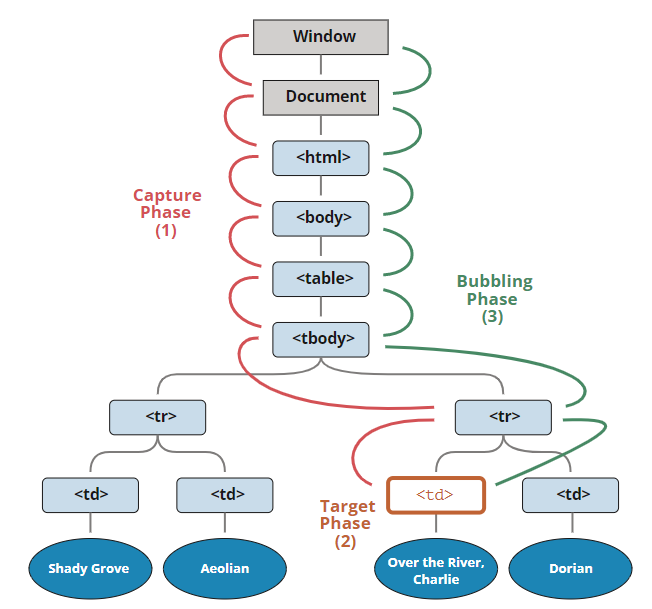 Window
Document
<html>
<body>
Capture
Phase
(1)
<table>
Bubbling
Phase
(3)
<tbody>
<tr>
<tr>
<td>
<td>
<td>
<td>
Target
Phase
(2)
Shady Grove
Aeolian
Over the River,
Charlie
Dorian